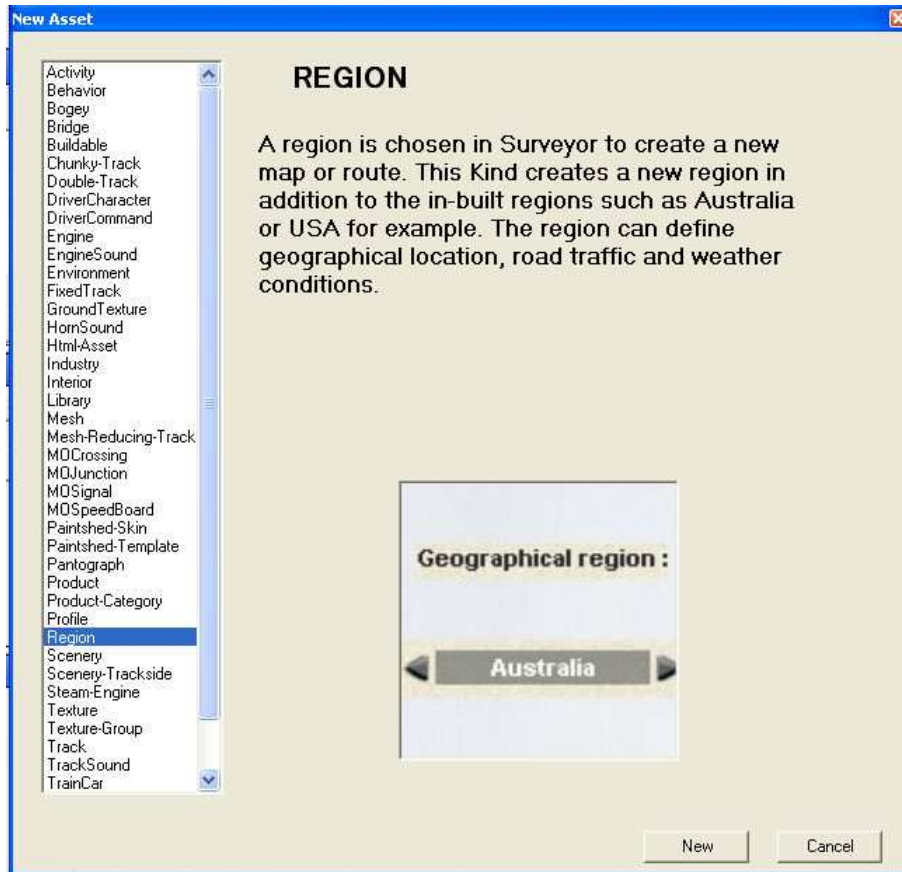 New Asset
Activity
Behavior
Bogey
Bridge
Buildable
Chunky-Track
Double-Track
DriverCharacter
DriverCommand
Engine
EngineSound
Environment
FixedTrack
GroundTexture
HornSound
Html-Asset
Industry
Interior
Library
Mesh
Mesh-Reducing-Track
MOCrossing
MOJunction
MOSignal
MOSpeedBoard
Paintshed-Skin
Paintshed-Template
Pantograph
Product
Product-Category
Profile
Region
Scenery
Scenery-Trackside
Steam-Engine
Texture
Texture-Group
Track
TrackSound
TrainCar
REGION
A region is chosen in Surveyor to create a new
map or route. This Kind creates a new region in
addition to the in-built regions such as Australia
or USA for example. The region can define
geographical location, road traffic and weather
conditions.
Geographical region :
Australia
New
Cancel